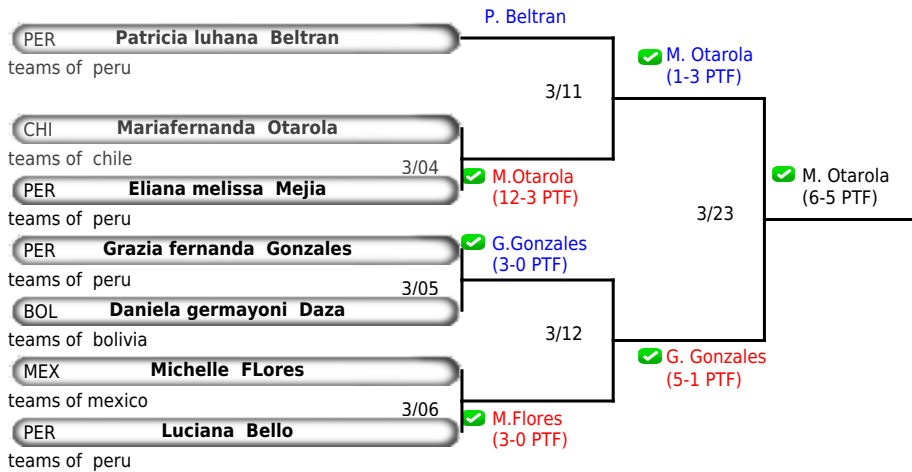 P. Beltran
PER Patricia luhana Beltran
teams of peru
M. Otarola
(1-3 PTF)
3/11
CHI Mariafernanda Otarola
teams of chile
3/04
M.Otarola
(12-3 PTF)
PER Eliana melissa Mejia
teams of peru
M. Otarola
(6-5 PTF)
3/23
PER Grazia fernanda Gonzales
teams of peru
G.Gonzales
(3-0 PTF)
3/05
BOL Daniela germayoni Daza
teams of bolivia
3/12
G. Gonzales
(5-1 PTF)
MEX Michelle FLores
teams of mexico
3/06
M.Flores
(3-0 PTF)
PER Luciana Bello
teams of peru